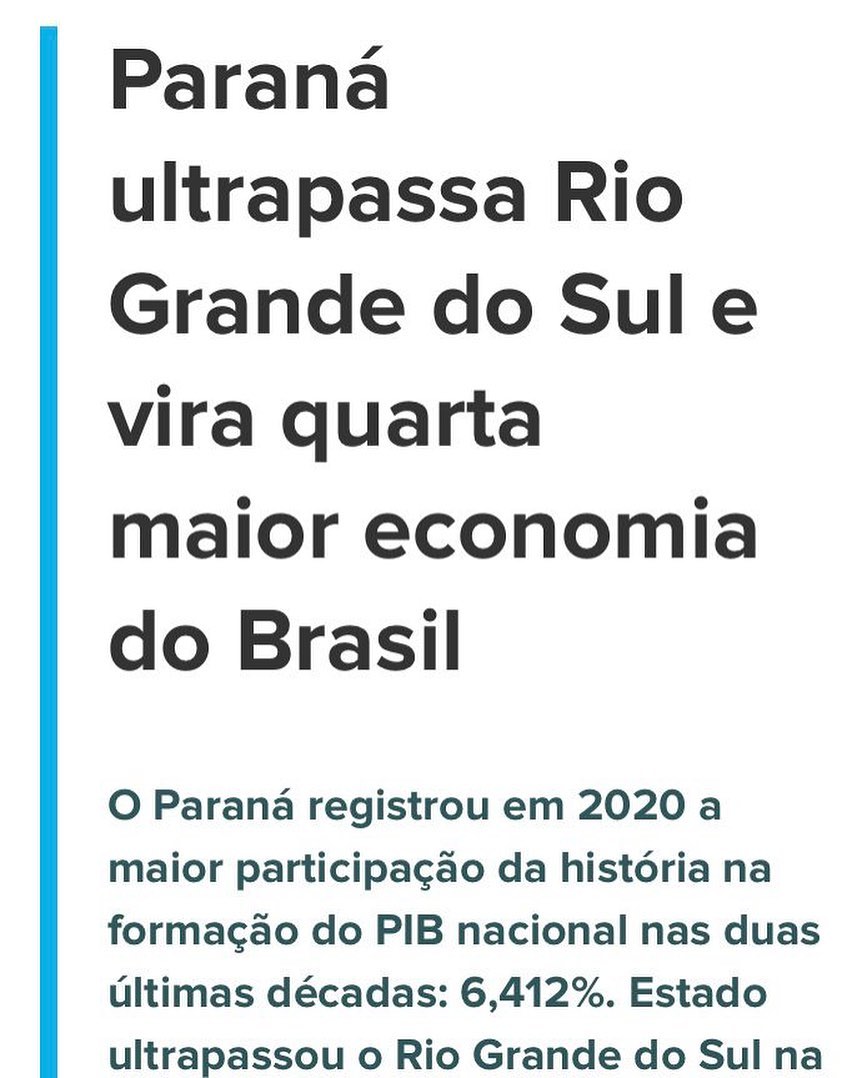 Paraná
ultrapassa Rio
Grande do Sul e
vira quarta
maior economia
do Brasil
O Paraná registrou em 2020 a
maior participação da história na
formação do PIB nacional nas duas
últimas décadas: 6,412%. Estado
ultrapassou o Rio Grande do Sul na